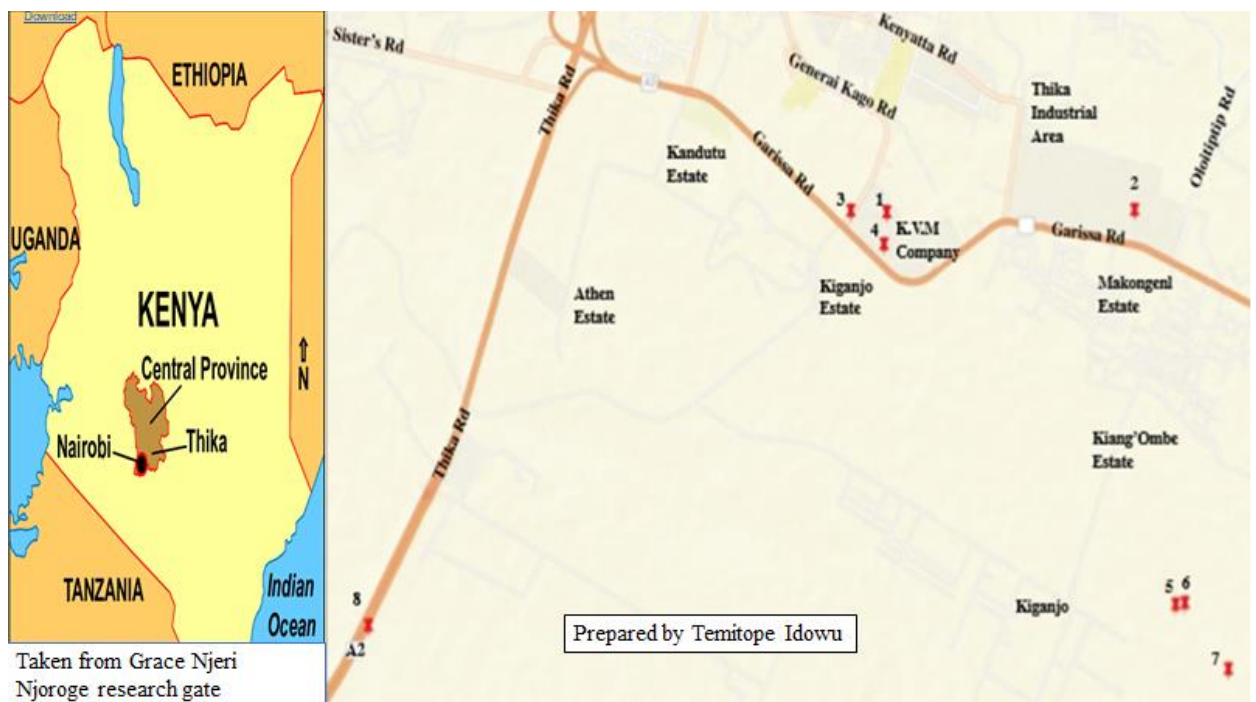 Download
ETHIOPIA
UGANDA
KENYA
N
Central Province
Nairobi
Thika
TANZANIA
Indian
Ocean
Taken from Grace Njeri
Njoroge research gate
Sister's Rd
Thika Rd
Kenyatta Rd
Generai Kago Rd
Thika
Industrial
Area
Oloitiptip Rd
Kandutu
Estate
Garissa Rd
3
1
2
4
K.V.M
Company
Garissa Rd
Athen
Estate
Kiganjo
Estate
Makongenl
Estate
Thika Rd
Kiang'Ombe
Estate
5
6
Kiganjo
8
A2
Prepared by Temitope Idowu
7